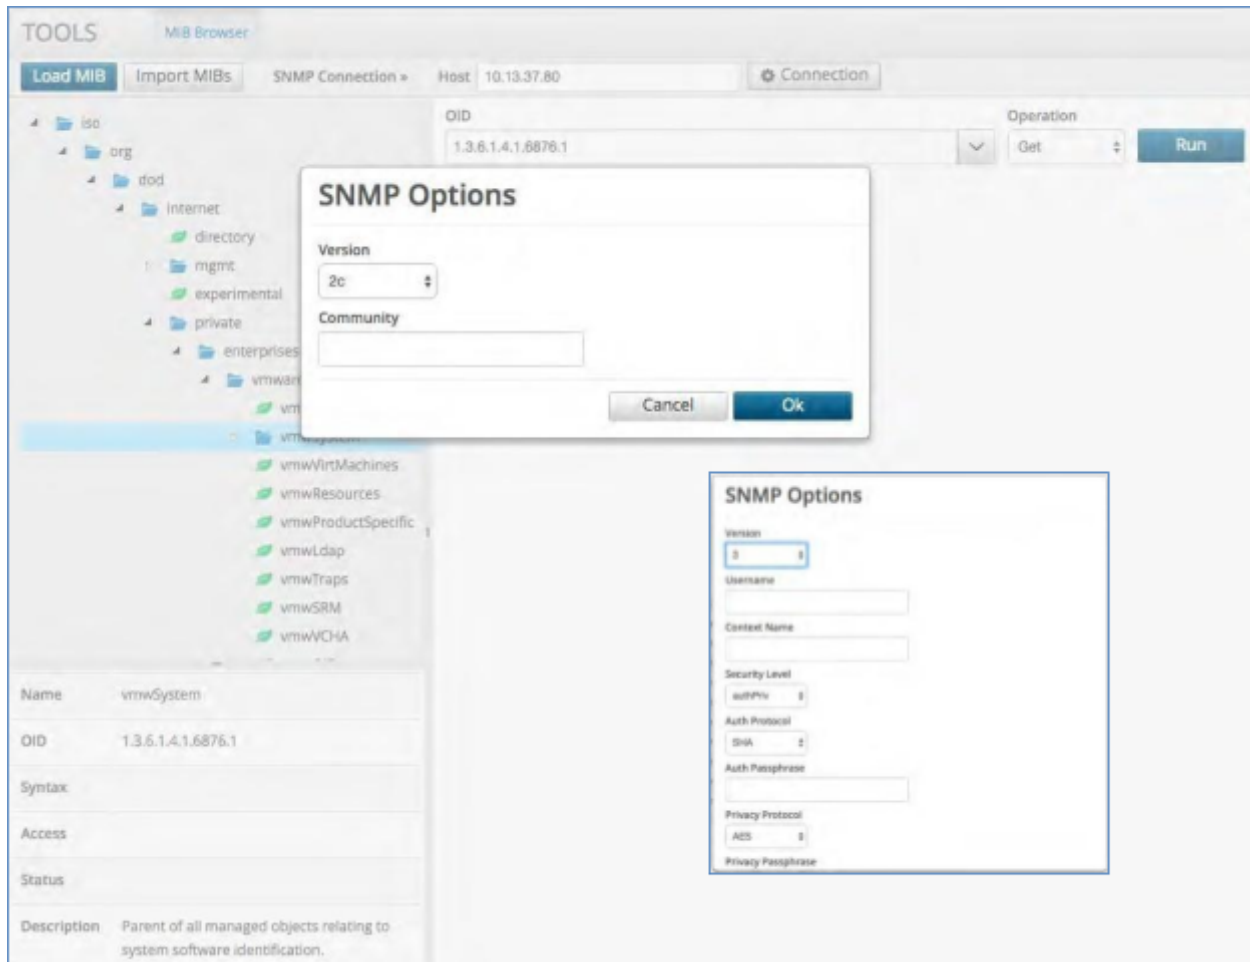 TOOLS MIB Browser
Load MIB Import MIBs SNMP Connection » Host 10.13.37.80 Connection
iso
org
dod
internet
directory
mgmt
experimental
private
enterprises
OID
1.3.6.1.4.1.6876.1
Operation
Get Run
SNMP Options
Version
2c
Community
Cancel Ok
vmwSystem
vmwVirtMachines
vmwResources
vmwProductSpecific
vmwLdap
vmwTraps
vmwSRM
vmwVCHA
Name vmwSystem
OID 1.3.6.1.4.1.6876.1
Syntax
Access
Status
Description Parent of all managed objects relating to
system software identification.
SNMP Options
Version
3
Username
Context Name
Security Level
authPriv
Auth Protocol
SHA
Auth Passphrase
Privacy Protocol
AES
Privacy Passphrase